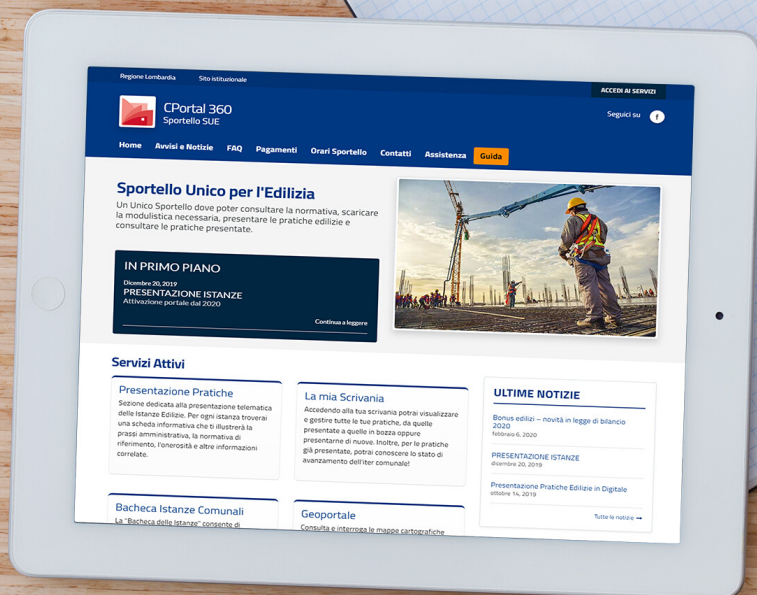 Regione Lombardia
Sito istituzionale
ACCEDI AI SERVIZI
CPortal 360
Sportello SUE
Seguici su
Home
Avvisi e Notizie
FAQ
Pagamenti
Orari Sportello
Contatti
Assistenza
Guida
Sportello Unico per l'Edilizia
Un Unico Sportello dove poter consultare la normativa, scaricare
la modulistica necessaria, presentare le pratiche edilizie e
consultare le pratiche presentate.
IN PRIMO PIANO
Dicembre 20, 2019
PRESENTAZIONE ISTANZE
Attivazione portale dal 2020
Continua a leggere
Servizi Attivi
Presentazione Pratiche
Sezione dedicata alla presentazione telematica
delle Istanze Edilizie. Per ogni istanza troverai
una scheda informativa che ti illustrerà la
prassi amministrativa, la normativa di
riferimento, l'onerosità e altre informazioni
correlate.
La mia Scrivania
Accedendo alla tua scrivania potrai visualizzare
e gestire tutte le tue pratiche, da quelle
presentate a quelle in bozza oppure
presentarne di nuove. Inoltre, per le pratiche
già presentate, potrai conoscere lo stato di
avanzamento dell'iter comunale!
ULTIME NOTIZIE
Bonus edilizi – novità in legge di bilancio
2020
febbraio 6, 2020
PRESENTAZIONE ISTANZE
dicembre 20, 2019
Presentazione Pratiche Edilizie in Digitale
ottobre 14, 2019
Tutte le notizie →
Bacheca Istanze Comunali
La "Bacheca delle Istanze" consente di
Geoportale
Consulta e interroga le mappe cartografiche